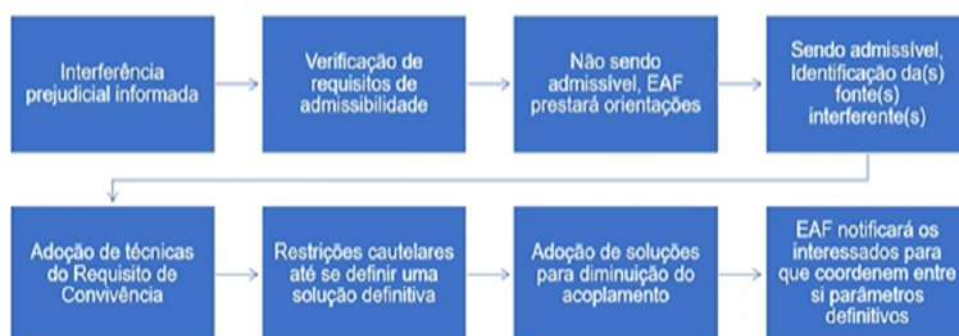 Interferência
prejudicial informada
Verificação de
requisitos de
admissibilidade
Não sendo
admissível, EAF
prestará orientações
Sendo admissível,
Identificação da(s)
fonte(s)
interferente(s)
Adoção de técnicas
do Requisito de
Convivência
Restrições cautelares
até se definir uma
solução definitiva
Adoção de soluções
para diminuição do
acoplamento
EAF notificará os
interessados para
que coordenem entre
si parâmetros
definitivos